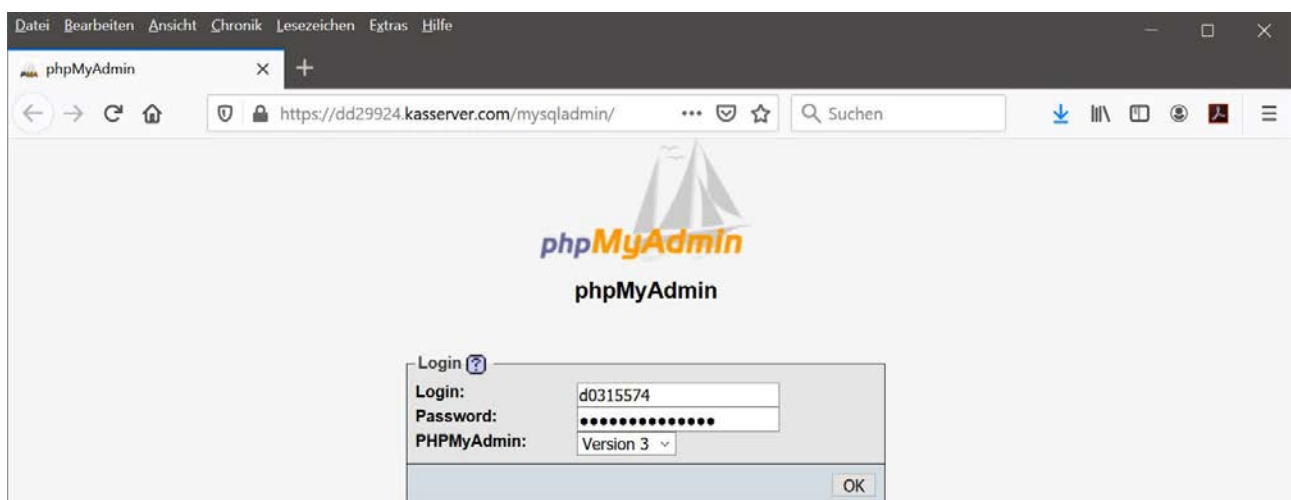 Datei Bearbeiten Ansicht Chronik Lesezeichen Extras Hilfe
PMA phpMyAdmin
https://dd29924.kasserver.com/mysqladmin/ Suchen
phpMyAdmin
phpMyAdmin
Login
Login: d0315574
Password: ••••••••••••••
PHPMyAdmin: Version 3
OK